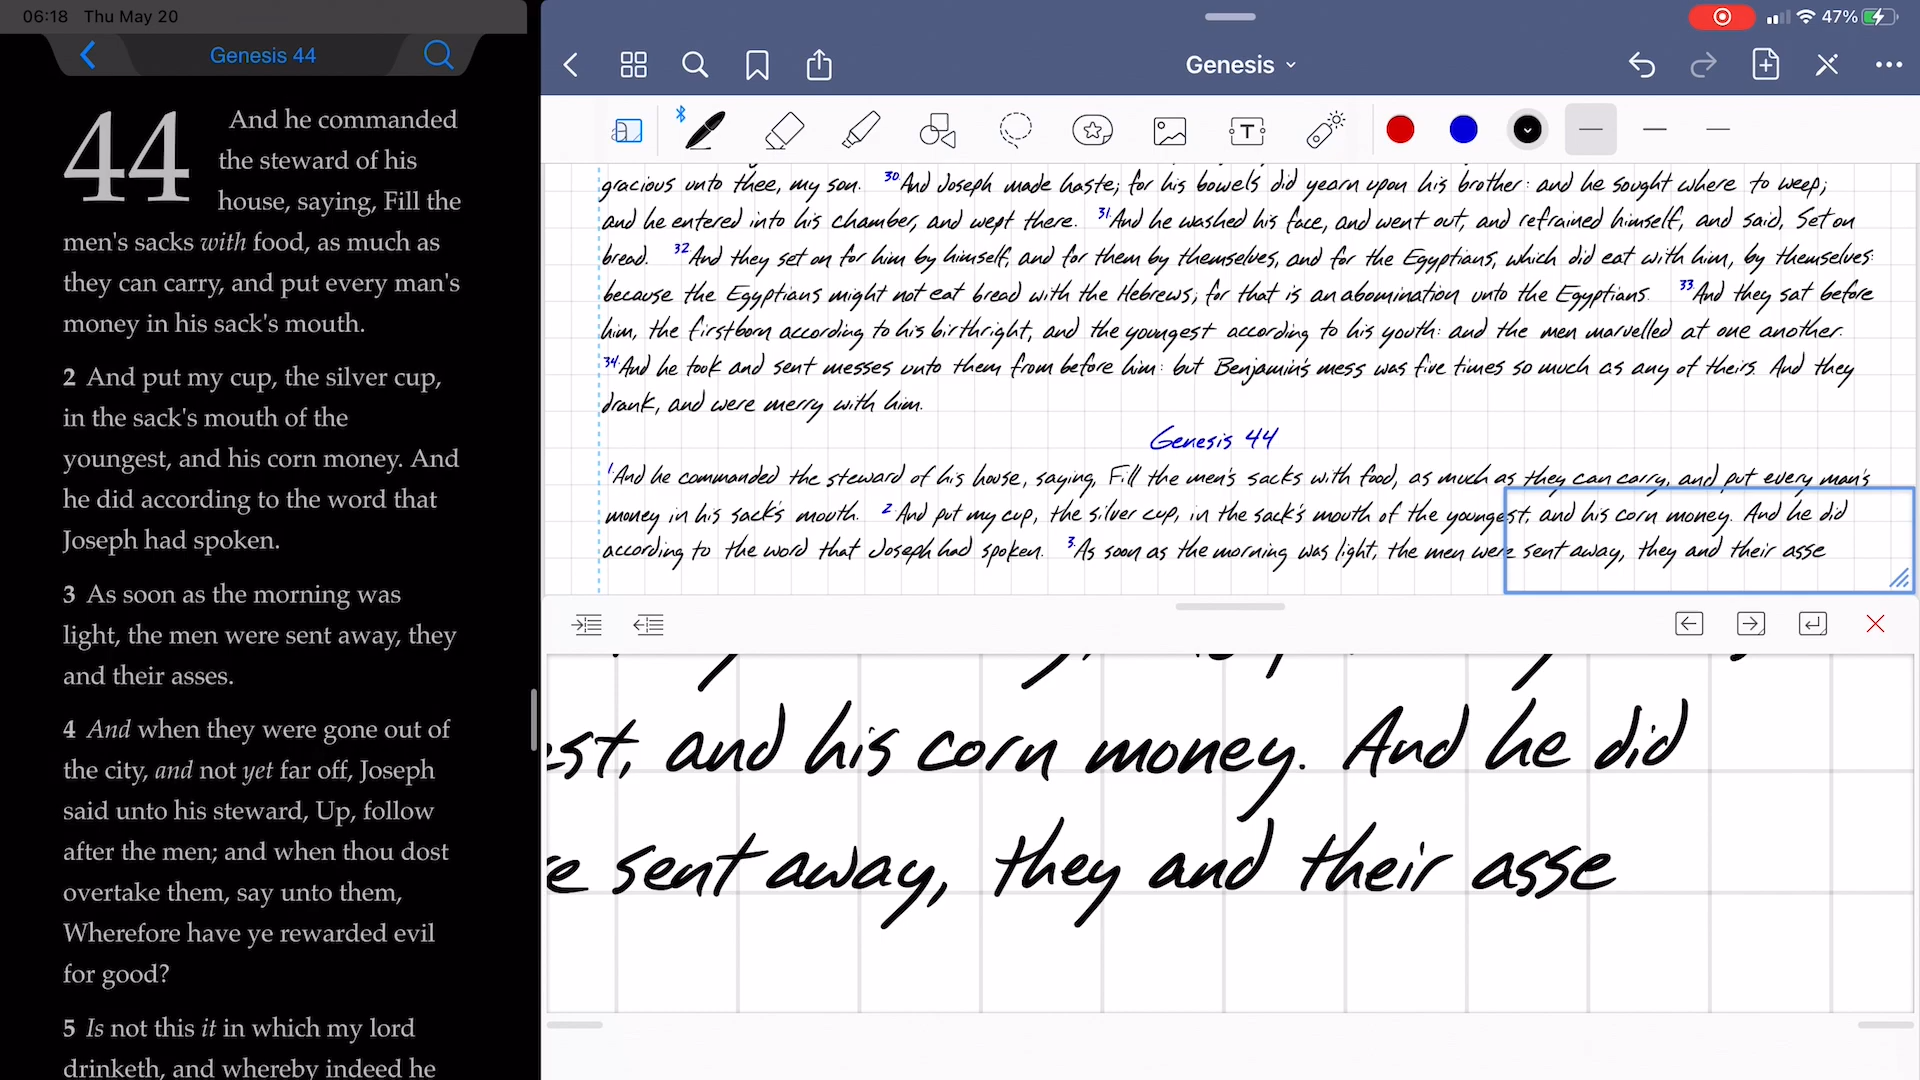 06:18 Thu May 20
Genesis 44
44 And he commanded
the steward of his
house, saying, Fill the
men's sacks with food, as much as
they can carry, and put every man's
money in his sack's mouth.
2 And put my cup, the silver cup,
in the sack's mouth of the
youngest, and his corn money. And
he did according to the word that
Joseph had spoken.
3 As soon as the morning was
light, the men were sent away, they
and their asses.
4 And when they were gone out of
the city, and not yet far off, Joseph
said unto his steward, Up, follow
after the men; and when thou dost
overtake them, say unto them,
Wherefore have ye rewarded evil
for good?
5 Is not this it in which my lord
drinketh, and whereby indeed he
47%
Genesis
gracious unto thee, my son. 30. And Joseph made haste; for his bowels did yearn upon his brother: and he sought where to weep;
and he entered into his chamber, and wept there. 31. And he washed his face, and went out, and refrained himself, and said, Set on
bread. 32. And they set on for him by himself, and for them by themselves, and for the Egyptians, which did eat with him, by themselves:
because the Egyptians might not eat bread with the Hebrews; for that is an abomination unto the Egyptians. 33. And they sat before
him, the firstborn according to his birthright, and the youngest according to his youth: and the men marvelled at one another.
34. And he took and sent messes unto them from before him: but Benjamin's mess was five times so much as any of theirs. And they
drank, and were merry with him.
Genesis 44
1. And he commanded the steward of his house, saying, Fill the men's sacks with food, as much as they can carry, and put every man's
money in his sack's mouth. 2. And put my cup, the silver cup, in the sack's mouth of the youngest, and his corn money. And he did
according to the word that Joseph had spoken. 3. As soon as the morning was light, the men were sent away, they and their asse
est, and his corn money. And he did
e sent away, they and their asse